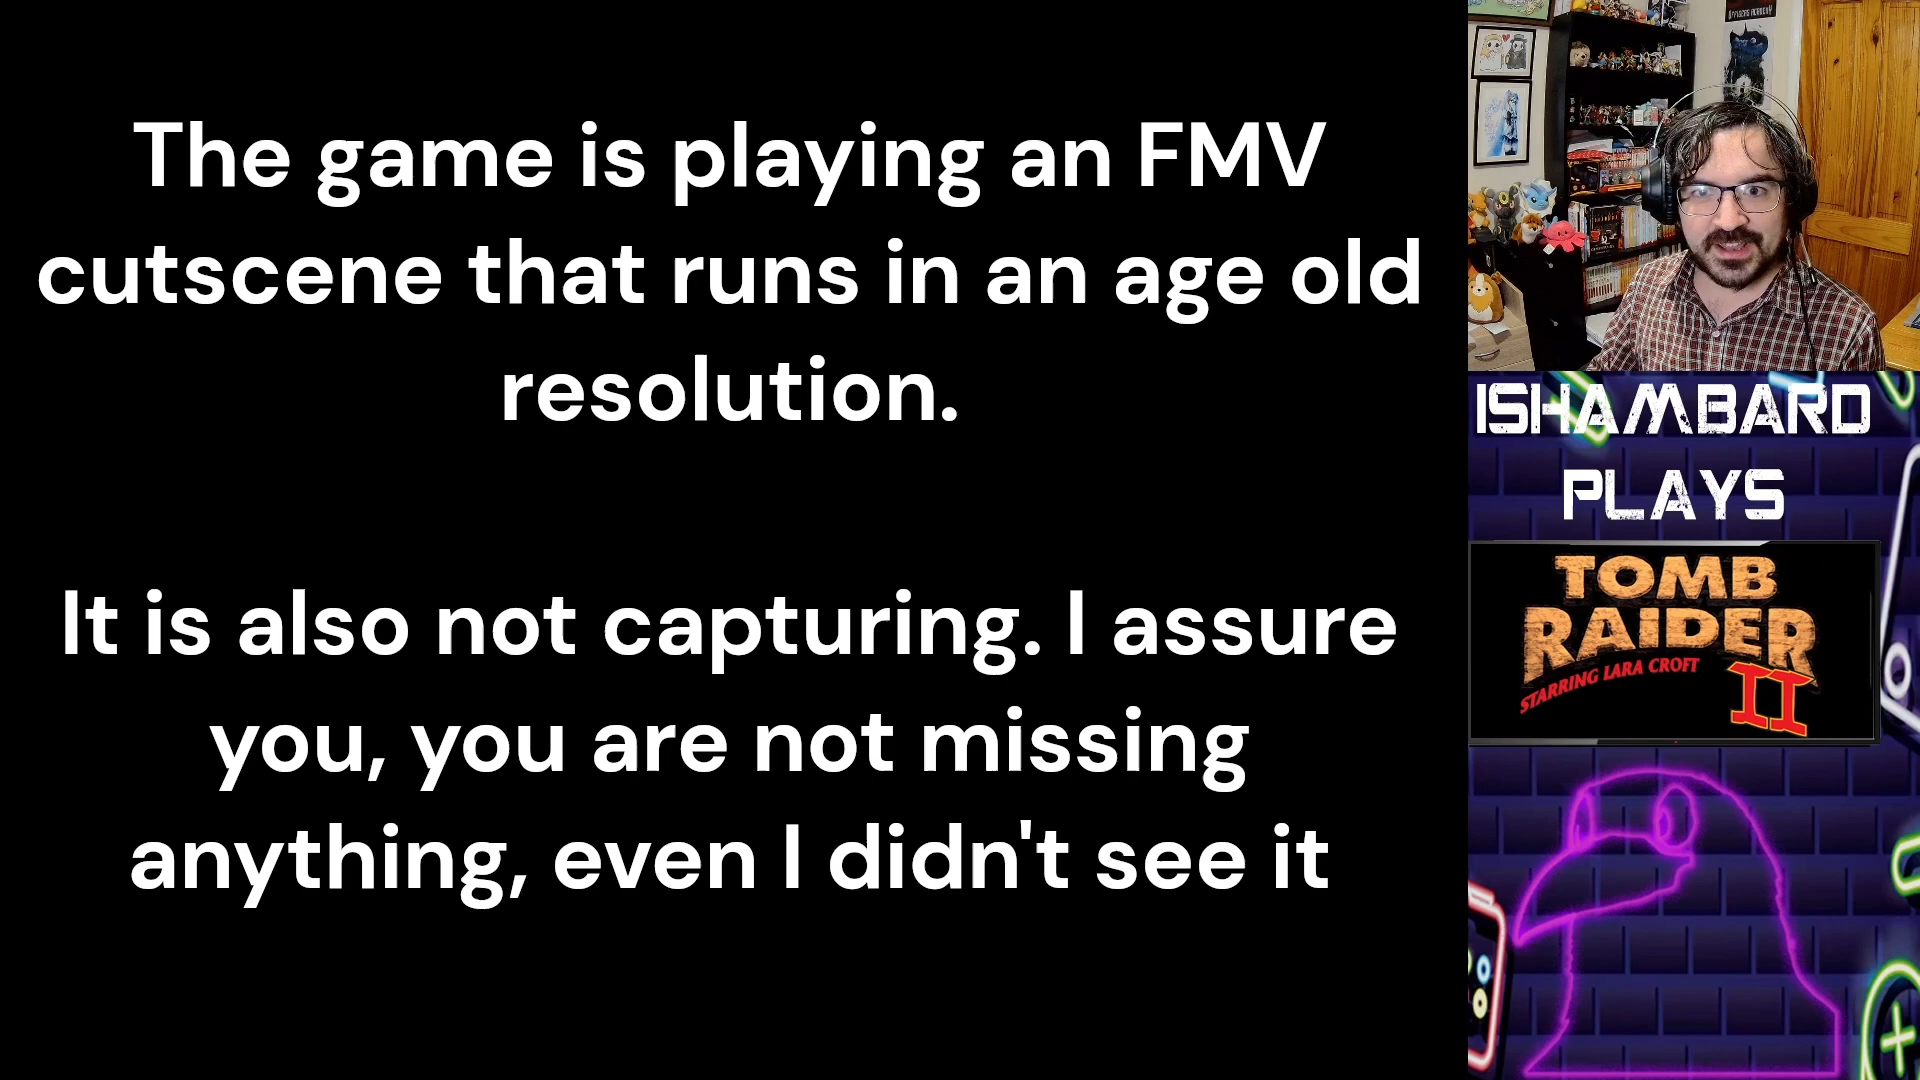 The game is playing an FMV
cutscene that runs in an age old
resolution.
It is also not capturing. I assure
you, you are not missing
anything, even I didn't see it
ISHAMBARD
PLAYS
TOMB
RAIDER
STARRING LARA CROFT
II